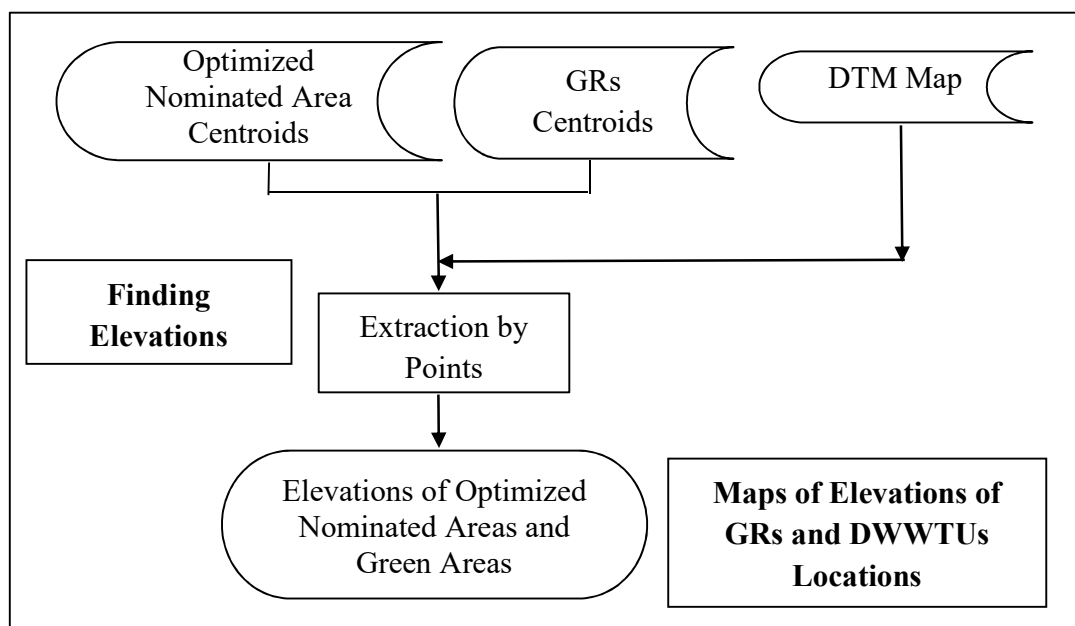 Optimized
Nominated Area
Centroids
GRs
Centroids
DTM Map
Finding
Elevations
Extraction by
Points
Elevations of Optimized
Nominated Areas and
Green Areas
Maps of Elevations of
GRs and DWWTUs
Locations